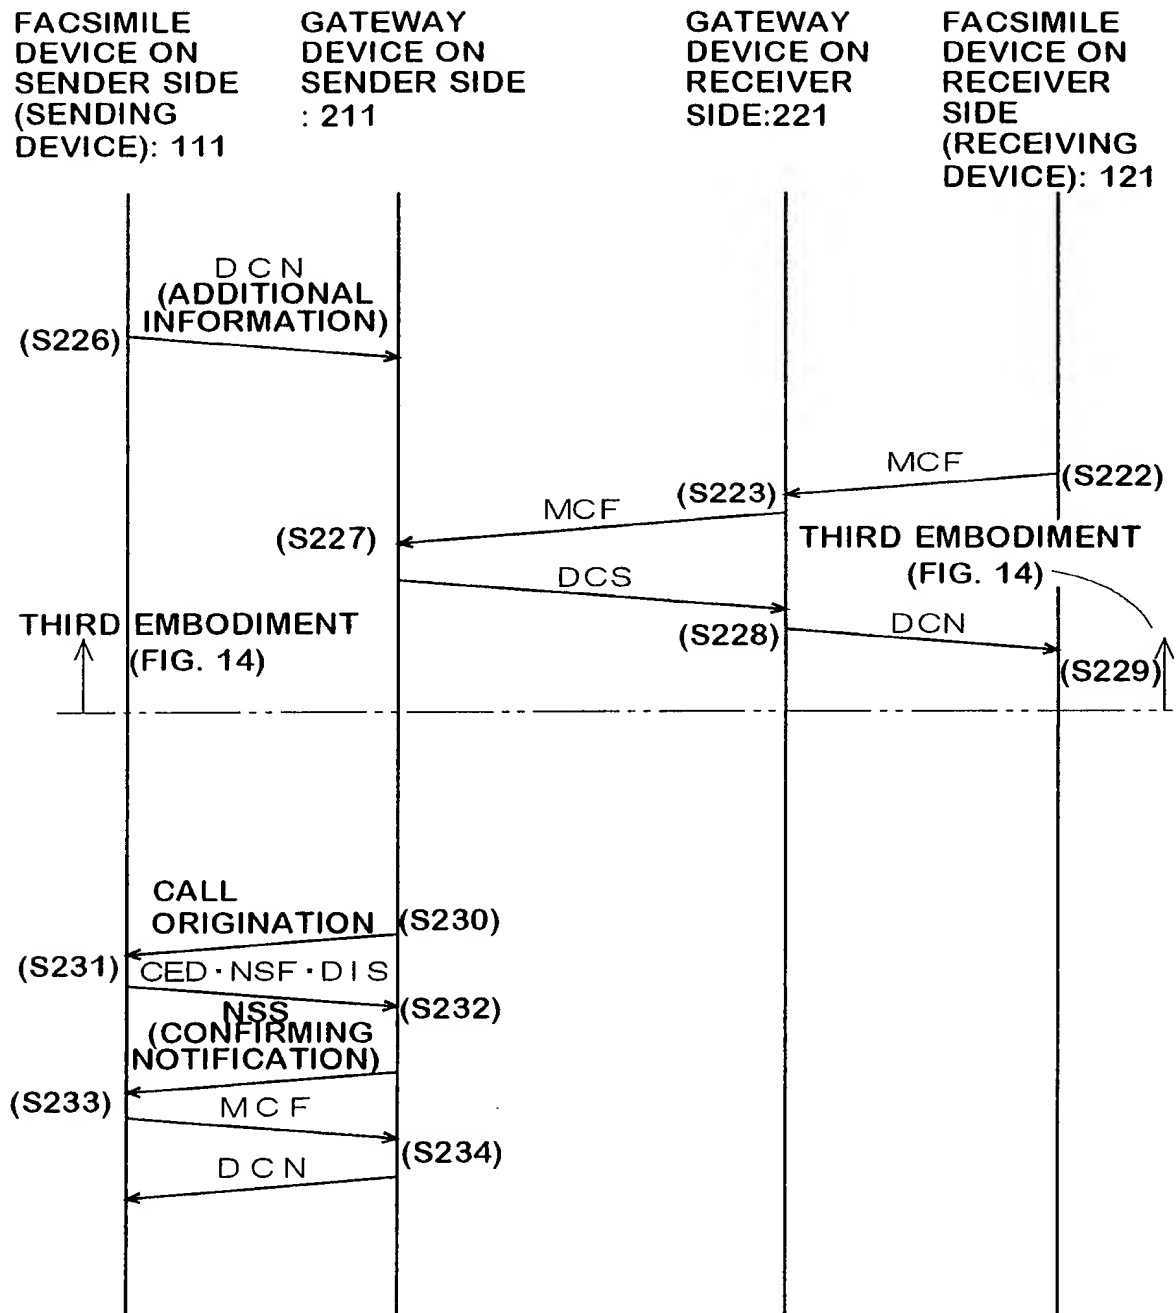 FACSIMILE
DEVICE ON
SENDER SIDE
(SENDING
DEVICE): 111
GATEWAY
DEVICE ON
SENDER SIDE
: 211
GATEWAY
DEVICE ON
RECEIVER
SIDE:221
FACSIMILE
DEVICE ON
RECEIVER
SIDE
(RECEIVING
DEVICE): 121
DCN
(ADDITIONAL
INFORMATION)
(S226)
MCF
(S222)
(S223)
MCF
(S227)
THIRD EMBODIMENT
(FIG. 14)
DCS
THIRD EMBODIMENT
(FIG. 14)
(S228)
DCN
(S229)
CALL
ORIGINATION
(S230)
(S231)
CED·NSF·DIS
(S232)
NSS
(CONFIRMING
NOTIFICATION)
(S233)
MCF
(S234)
DCN